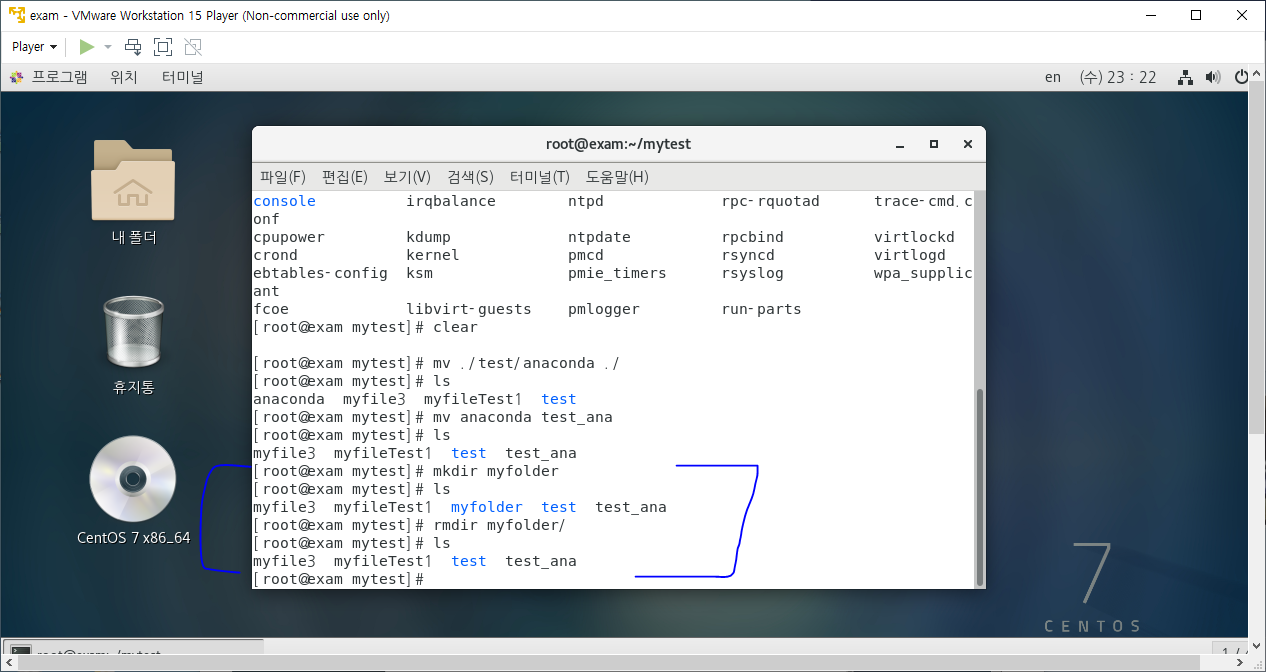 exam - VMware Workstation 15 Player (Non-commercial use only)
Player
프로그램 위치 터미널 en (수) 23 : 22
root@exam:~/mytest
파일(F) 편집(E) 보기(V) 검색(S) 터미널(T) 도움말(H)
console irqbalance ntpd rpc-rquotad trace-cmd.c
onf
cpupower kdump ntpdate rpcbind virtlockd
crond kernel pmcd rsyncd virtlogd
ebtables-config ksm pmie_timers rsyslog wpa_supplic
ant
fcoe libvirt-guests pmlogger run-parts
[root@exam mytest]# clear
[root@exam mytest]# mv ./test/anaconda ./
[root@exam mytest]# ls
anaconda myfile3 myfileTest1 test
[root@exam mytest]# mv anaconda test_ana
[root@exam mytest]# ls
myfile3 myfileTest1 test test_ana
[root@exam mytest]# mkdir myfolder
[root@exam mytest]# ls
myfile3 myfileTest1 myfolder test test_ana
[root@exam mytest]# rmdir myfolder/
[root@exam mytest]# ls
myfile3 myfileTest1 test test_ana
[root@exam mytest]#
내 폴더
휴지통
CentOS 7 x86_64
7
CENTOS
root@exam:~/mytest